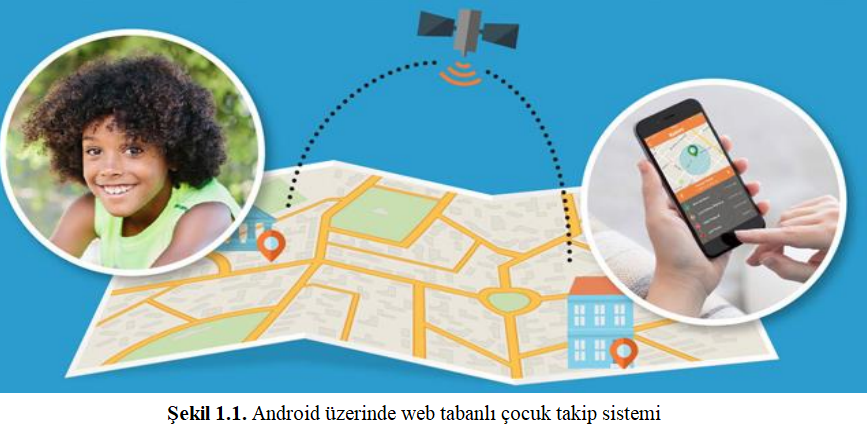 Şekil 1.1. Android üzerinde web tabanlı çocuk takip sistemi